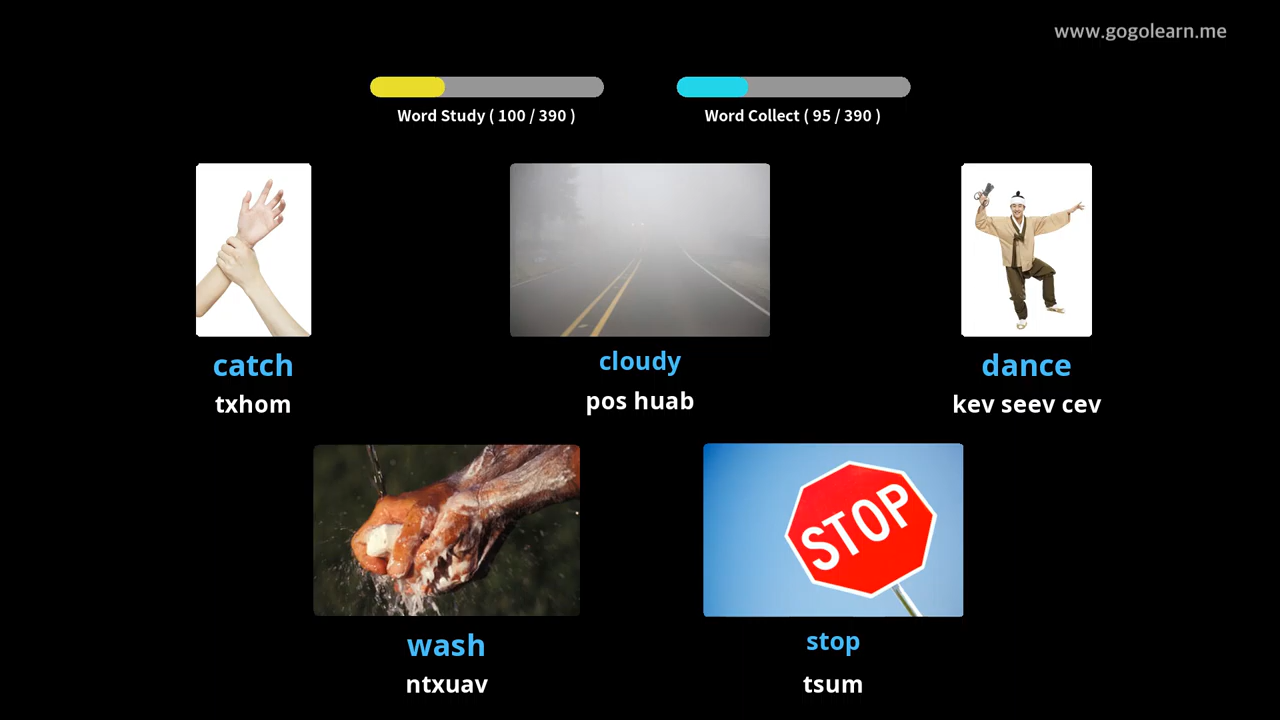 www.gogolearn.me
Word Study ( 100 / 390 )
Word Collect ( 95 / 390 )
catch
txhom
cloudy
pos huab
dance
kev seev cev
STOP
wash
ntxuav
stop
tsum